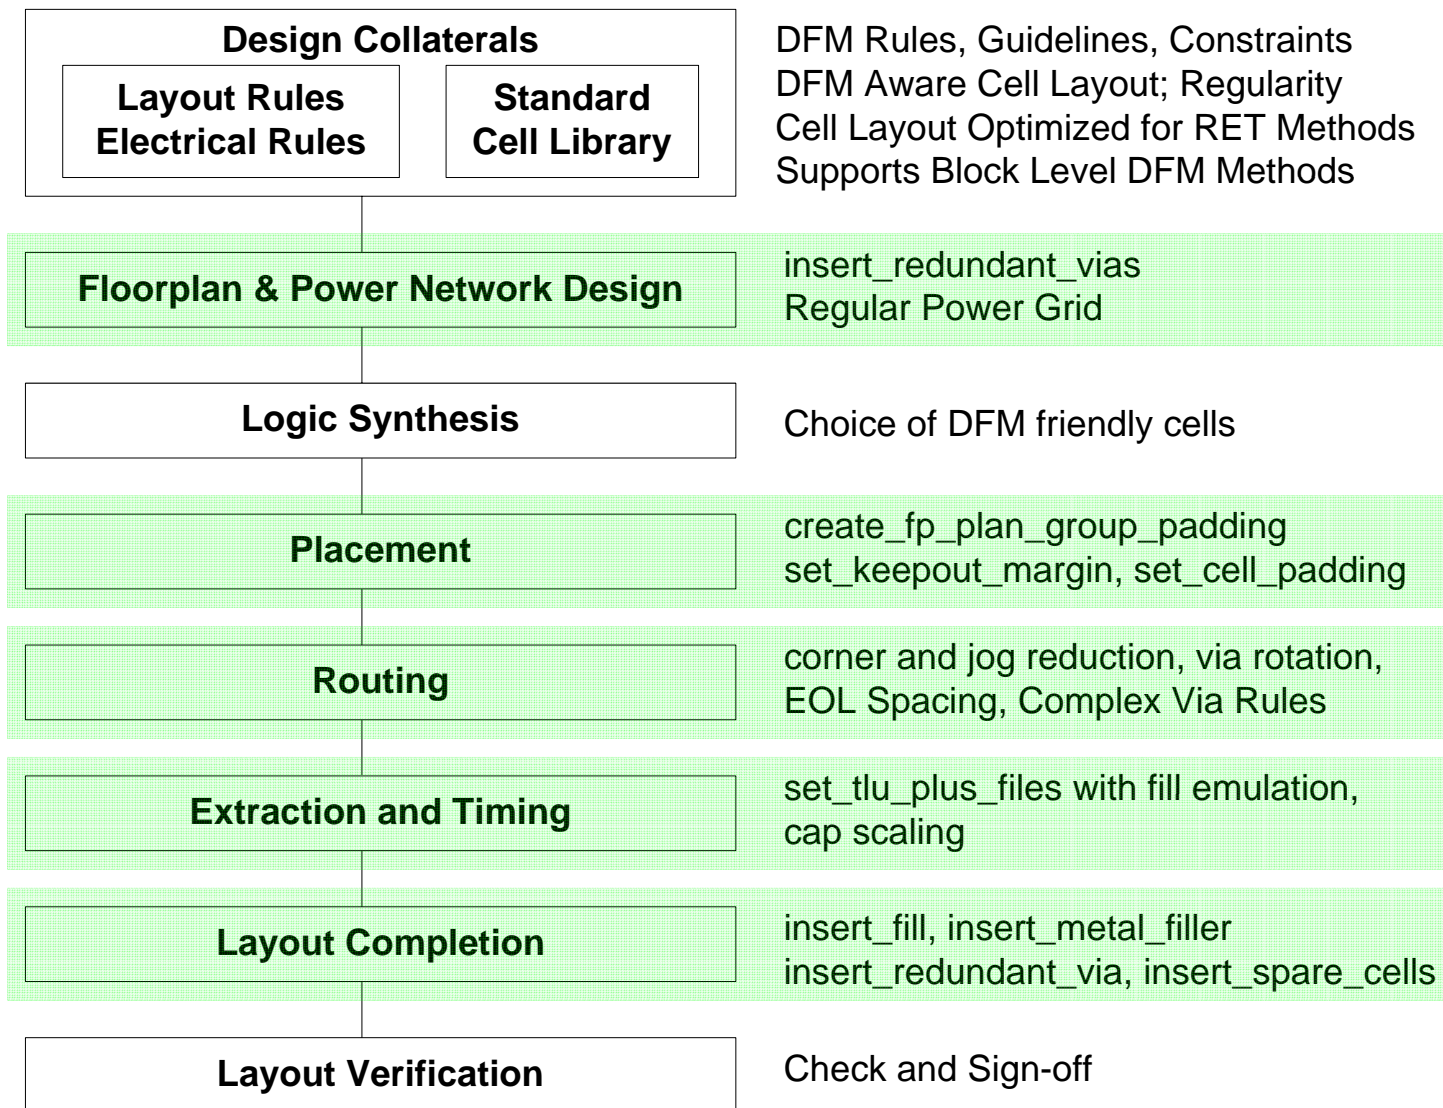 Design Collaterals
Layout Rules
Electrical Rules
Standard
Cell Library
DFM Rules, Guidelines, Constraints
DFM Aware Cell Layout; Regularity
Cell Layout Optimized for RET Methods
Supports Block Level DFM Methods
Floorplan & Power Network Design
insert_redundant_vias
Regular Power Grid
Logic Synthesis
Choice of DFM friendly cells
Placement
create_fp_plan_group_padding
set_keepout_margin, set_cell_padding
Routing
corner and jog reduction, via rotation,
EOL Spacing, Complex Via Rules
Extraction and Timing
set_tlu_plus_files with fill emulation,
cap scaling
Layout Completion
insert_fill, insert_metal_filler
insert_redundant_via, insert_spare_cells
Layout Verification
Check and Sign-off